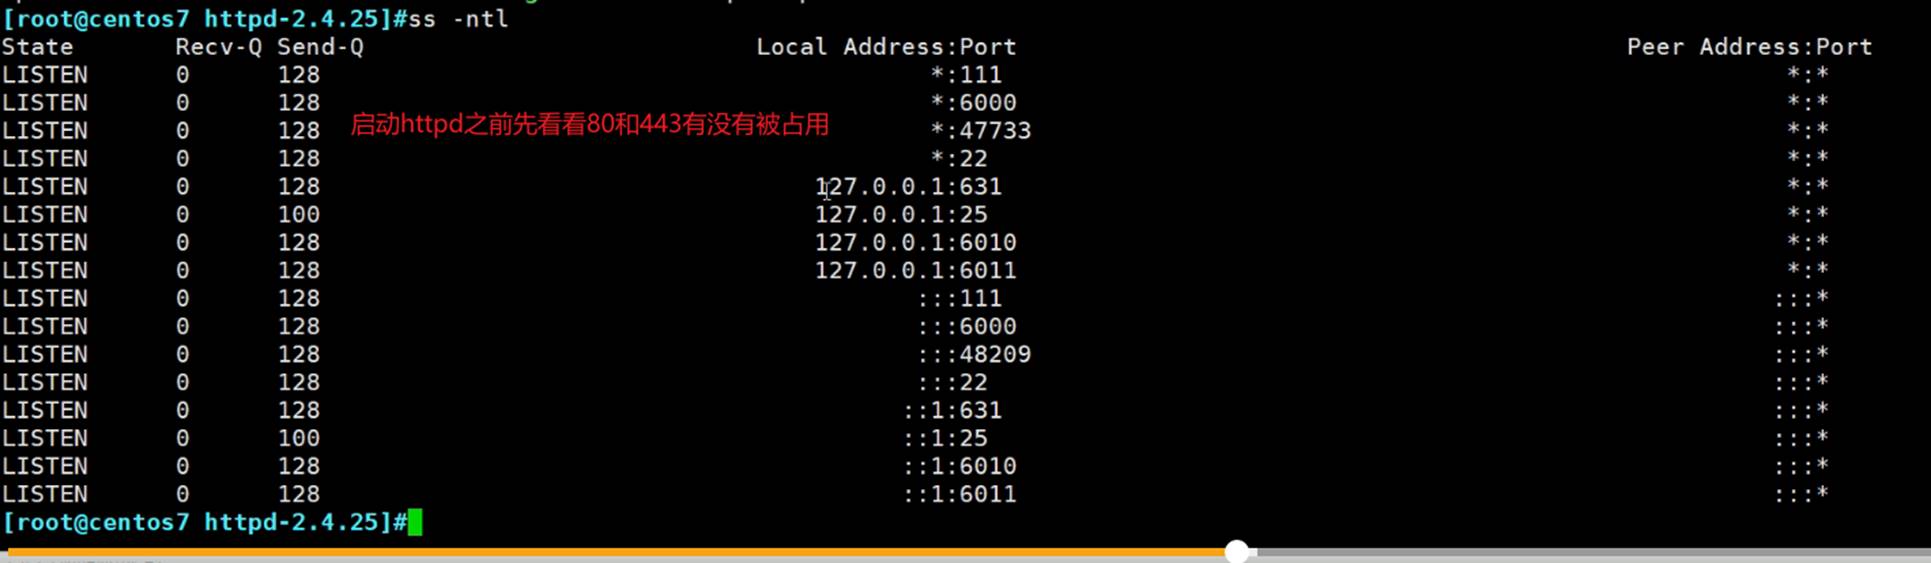 [root@centos7 httpd-2.4.25]#ss -ntl
State Recv-Q Send-Q Local Address:Port Peer Address:Port
LISTEN 0 128 *:111 *:*
LISTEN 0 128 *:6000 *:*
启动httpd之前先看看80和443有没有被占用
LISTEN 0 128 *:47733 *:*
LISTEN 0 128 *:22 *:*
LISTEN 0 128 127.0.0.1:631 *:*
LISTEN 0 100 127.0.0.1:25 *:*
LISTEN 0 128 127.0.0.1:6010 *:*
LISTEN 0 128 127.0.0.1:6011 *:*
LISTEN 0 128 :::111 :::*
LISTEN 0 128 :::6000 :::*
LISTEN 0 128 :::48209 :::*
LISTEN 0 128 :::22 :::*
LISTEN 0 128 ::1:631 :::*
LISTEN 0 100 ::1:25 :::*
LISTEN 0 128 ::1:6010 :::*
LISTEN 0 128 ::1:6011 :::*
[root@centos7 httpd-2.4.25]#